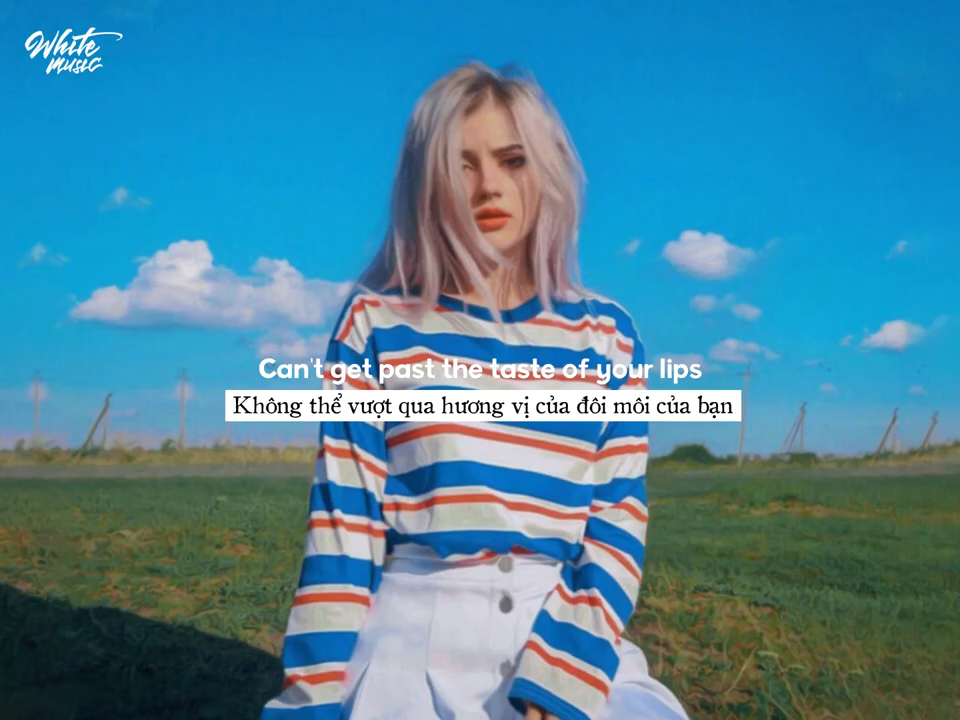 White
MUSIC
Can't get past the taste of your lips
Không thể vượt qua hương vị của đôi môi của bạn